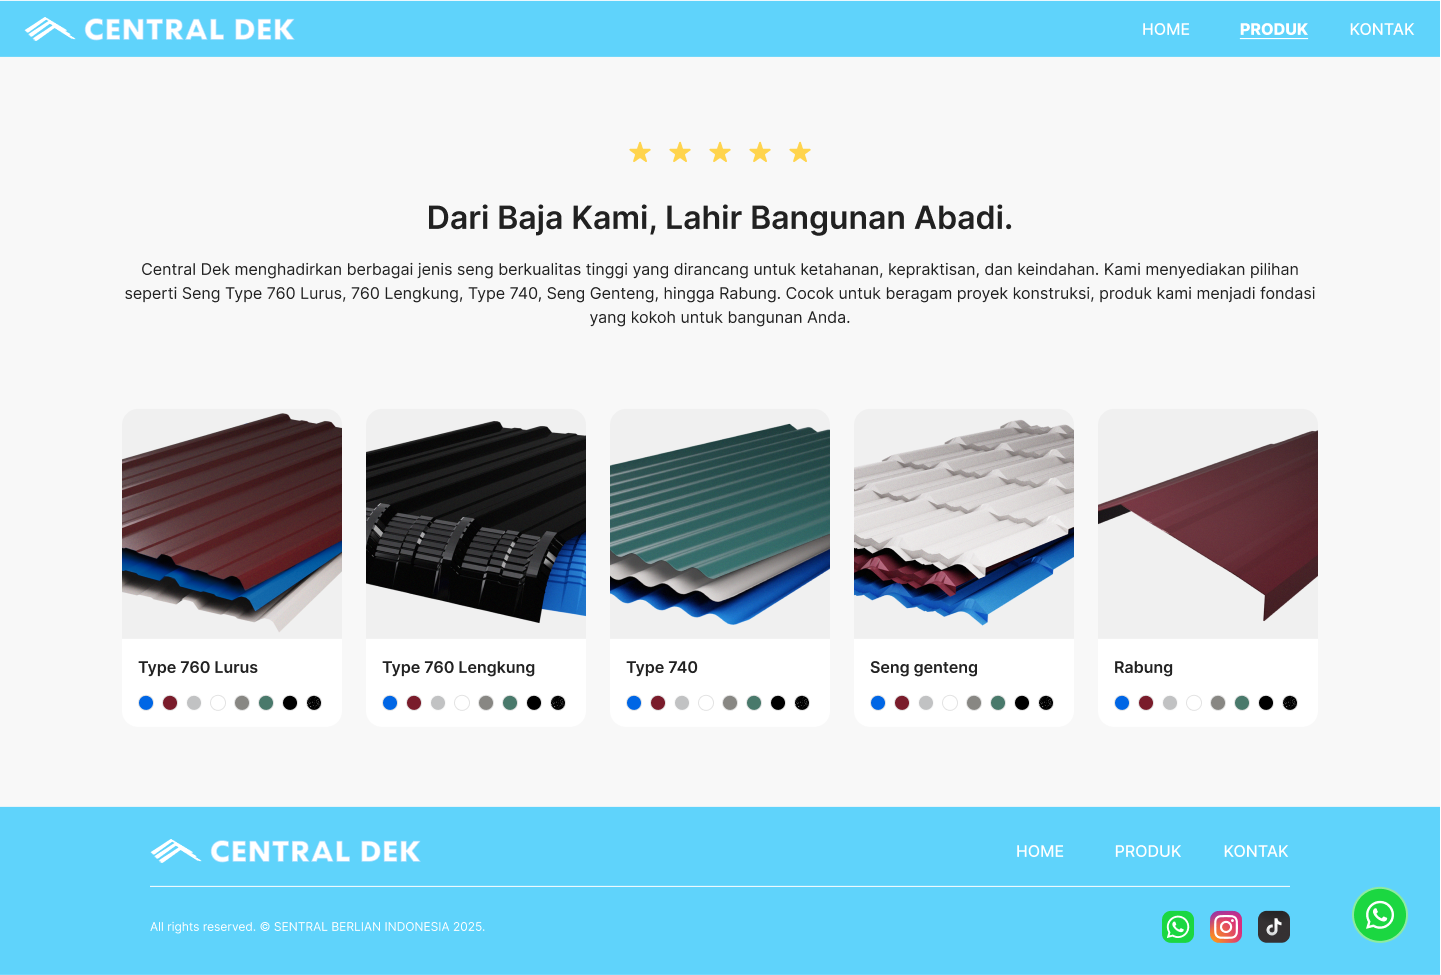 CENTRAL DEK
HOME
PRODUK
KONTAK
Dari Baja Kami, Lahir Bangunan Abadi.
Central Dek menghadirkan berbagai jenis seng berkualitas tinggi yang dirancang untuk ketahanan, kepraktisan, dan keindahan. Kami menyediakan pilihan
seperti Seng Type 760 Lurus, 760 Lengkung, Type 740, Seng Genteng, hingga Rabung. Cocok untuk beragam proyek konstruksi, produk kami menjadi fondasi
yang kokoh untuk bangunan Anda.
Type 760 Lurus
Type 760 Lengkung
Type 740
Seng genteng
Rabung
CENTRAL DEK
HOME
PRODUK
KONTAK
All rights reserved. © SENTRAL BERLIAN INDONESIA 2025.